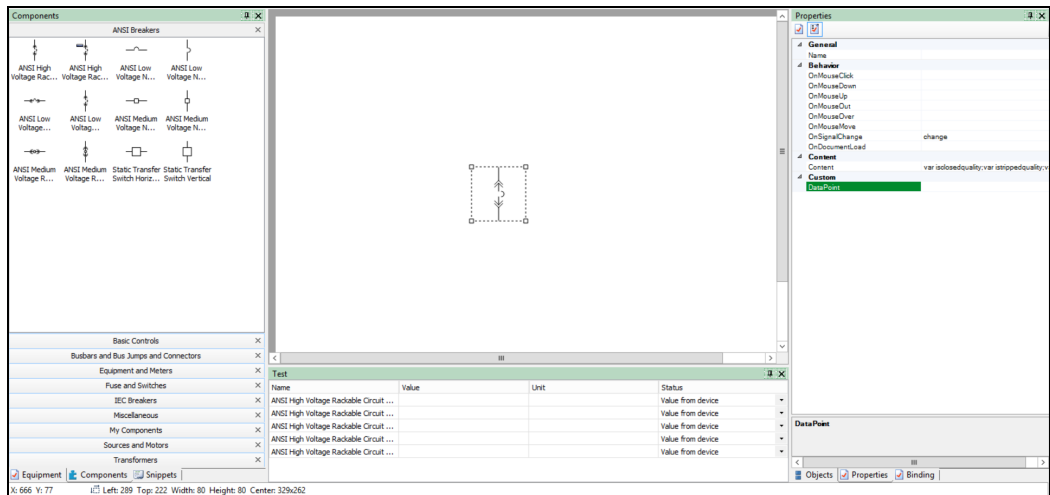 Components
ANSI Breakers
ANSI High ANSI High ANSI Low ANSI Low
Voltage Rac... Voltage Rac... Voltage N... Voltage N...
ANSI Low ANSI Low ANSI Medium ANSI Medium
Voltage... Voltag... Voltage N... Voltage N...
ANSI Medium ANSI Medium Static Transfer Static Transfer
Voltage R... Voltage R... Switch Horiz... Switch Vertical
Basic Controls
Busbars and Bus Jumps and Connectors
Equipment and Meters
Fuse and Switches
IEC Breakers
Miscellaneous
My Components
Sources and Motors
Transformers
Equipment Components Snippets
Test
Name Value Unit Status
ANSI High Voltage Rackable Circuit ... Value from device
ANSI High Voltage Rackable Circuit ... Value from device
ANSI High Voltage Rackable Circuit ... Value from device
ANSI High Voltage Rackable Circuit ... Value from device
ANSI High Voltage Rackable Circuit ... Value from device
Properties
General
Name
Behavior
OnMouseClick
OnMouseDown
OnMouseUp
OnMouseOut
OnMouseOver
OnMouseMove
OnSignalChange change
OnDocumentLoad
Content
Content var isclosedquality;var istrippedquality;v
Custom
DataPoint
DataPoint
Objects Properties Binding
X: 666 Y: 77 Left: 289 Top: 222 Width: 80 Height: 80 Center: 329x262